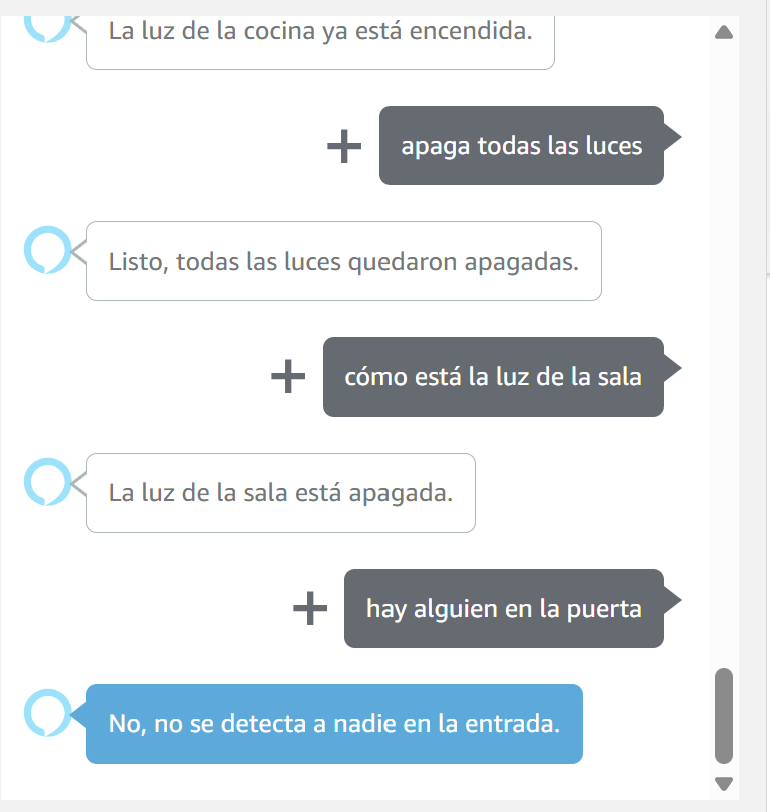 La luz de la cocina ya está encendida.
apaga todas las luces
Listo, todas las luces quedaron apagadas.
cómo está la luz de la sala
La luz de la sala está apagada.
hay alguien en la puerta
No, no se detecta a nadie en la entrada.